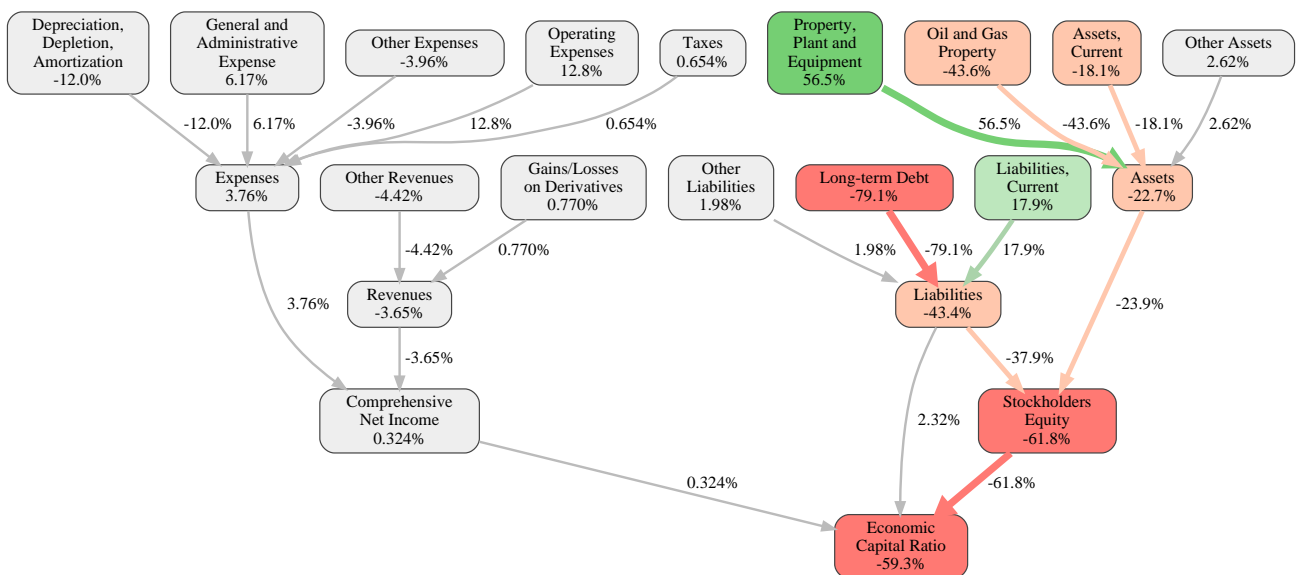 Depreciation,
Depletion,
Amortization
-12.0%
General and
Administrative
Expense
6.17%
Other Expenses
-3.96%
Operating
Expenses
12.8%
Taxes
0.654%
Property,
Plant and
Equipment
56.5%
Oil and Gas
Property
-43.6%
Assets,
Current
-18.1%
Other Assets
2.62%
-12.0%
6.17%
-3.96%
12.8%
0.654%
56.5%
-43.6%
-18.1%
2.62%
Expenses
3.76%
Other Revenues
-4.42%
Gains/Losses
on Derivatives
0.770%
Other
Liabilities
1.98%
Long-term Debt
-79.1%
Liabilities,
Current
17.9%
Assets
-22.7%
-4.42%
0.770%
1.98%
-79.1%
17.9%
3.76%
Revenues
-3.65%
Liabilities
-43.4%
-23.9%
-3.65%
-37.9%
Comprehensive
Net Income
0.324%
2.32%
Stockholders
Equity
-61.8%
0.324%
-61.8%
Economic
Capital Ratio
-59.3%